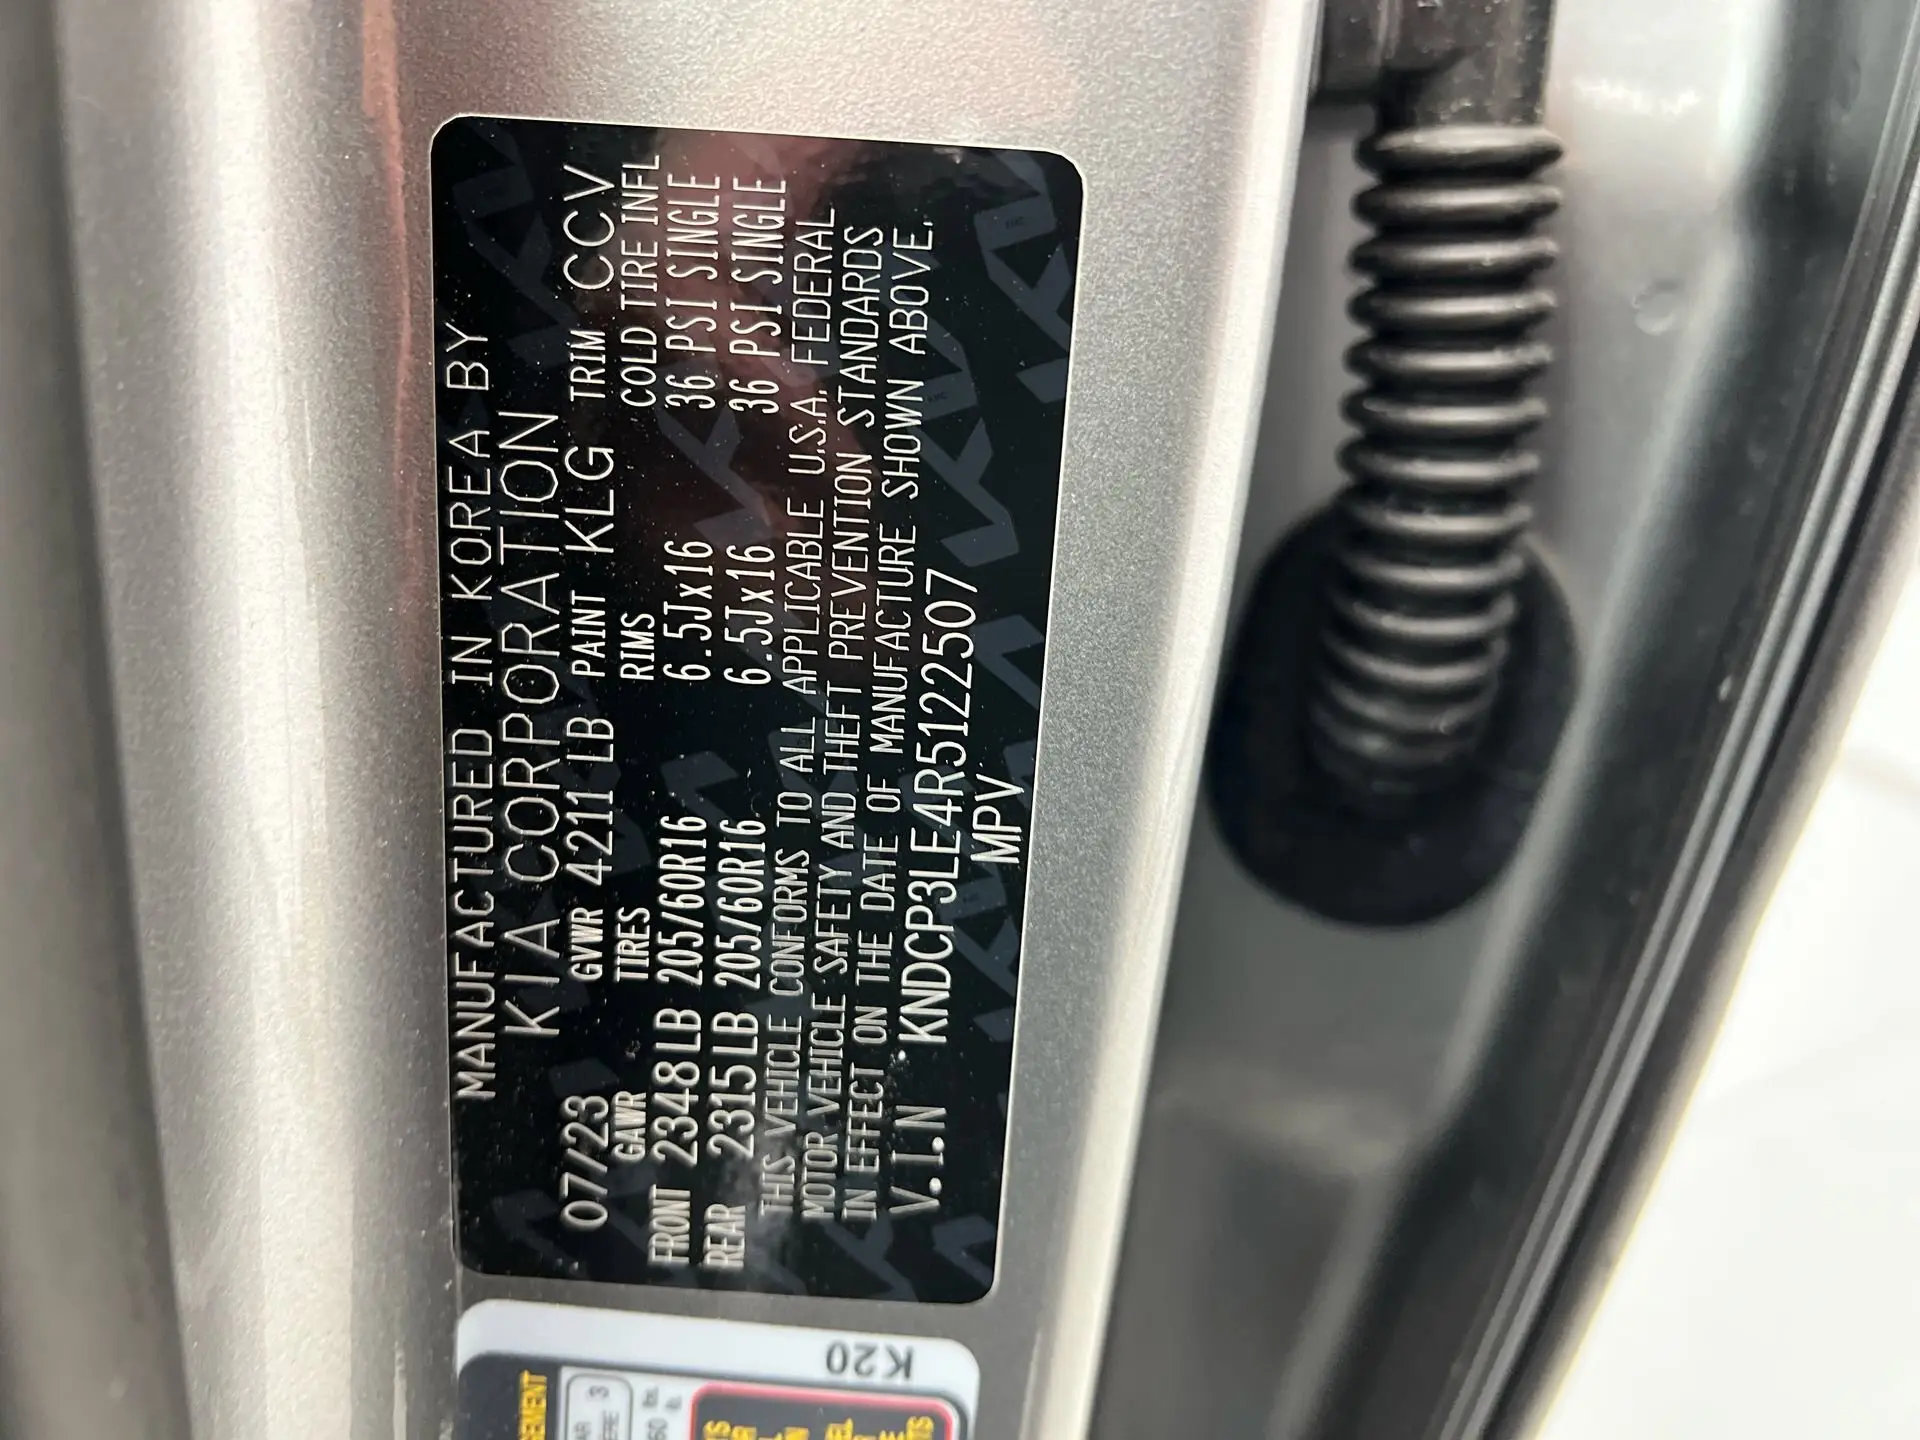 MANUFACTURED IN KOREA BY
KIA CORPORATION
07/23 GVWR 4211 LB PAINT KLG TRIM CCV
GAWR TIRES RIMS COLD TIRE INFL
FRONT 2348 LB 205/60R16 6.5Jx16 36 PSI SINGLE
REAR 2315 LB 205/60R16 6.5Jx16 36 PSI SINGLE
THIS VEHICLE CONFORMS TO ALL APPLICABLE U.S.A. FEDERAL
MOTOR VEHICLE SAFETY AND THEFT PREVENTION STANDARDS
IN EFFECT ON THE DATE OF MANUFACTURE SHOWN ABOVE.
V.I.N KNDCP3LE4R5122507
MPV
K20